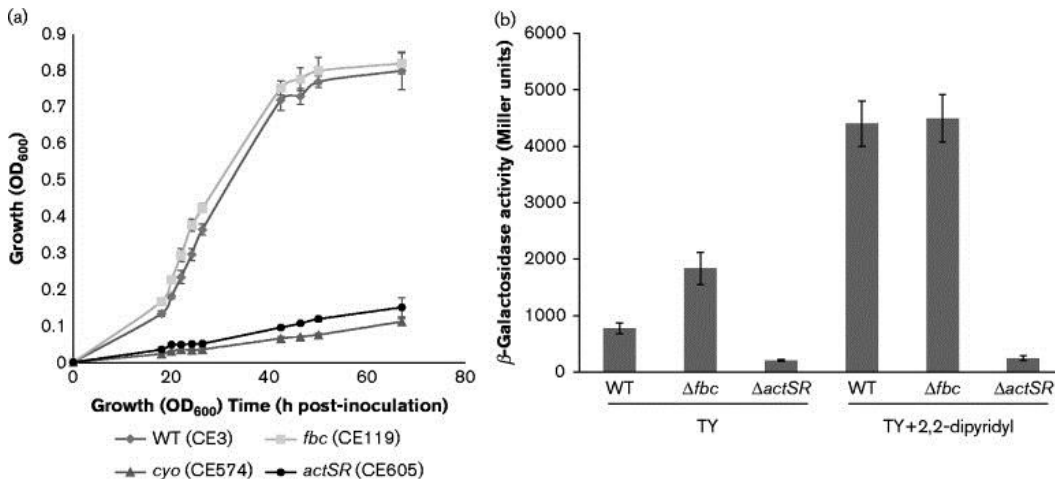 (a)
0.9
0.8
0.7
0.6
0.5
0.4
0.3
0.2
0.1
0
Growth (OD600)
0 20 40 60 80
Growth (OD600) Time (h post-inoculation)
WT (CE3) fbc (CE119)
cyo (CE574) actSR (CE605)
(b)
6000
5000
4000
3000
2000
1000
0
β-Galactosidase activity (Miller units)
WT Δfbc ΔactSR WT Δfbc ΔactSR
TY TY+2,2-dipyridyl